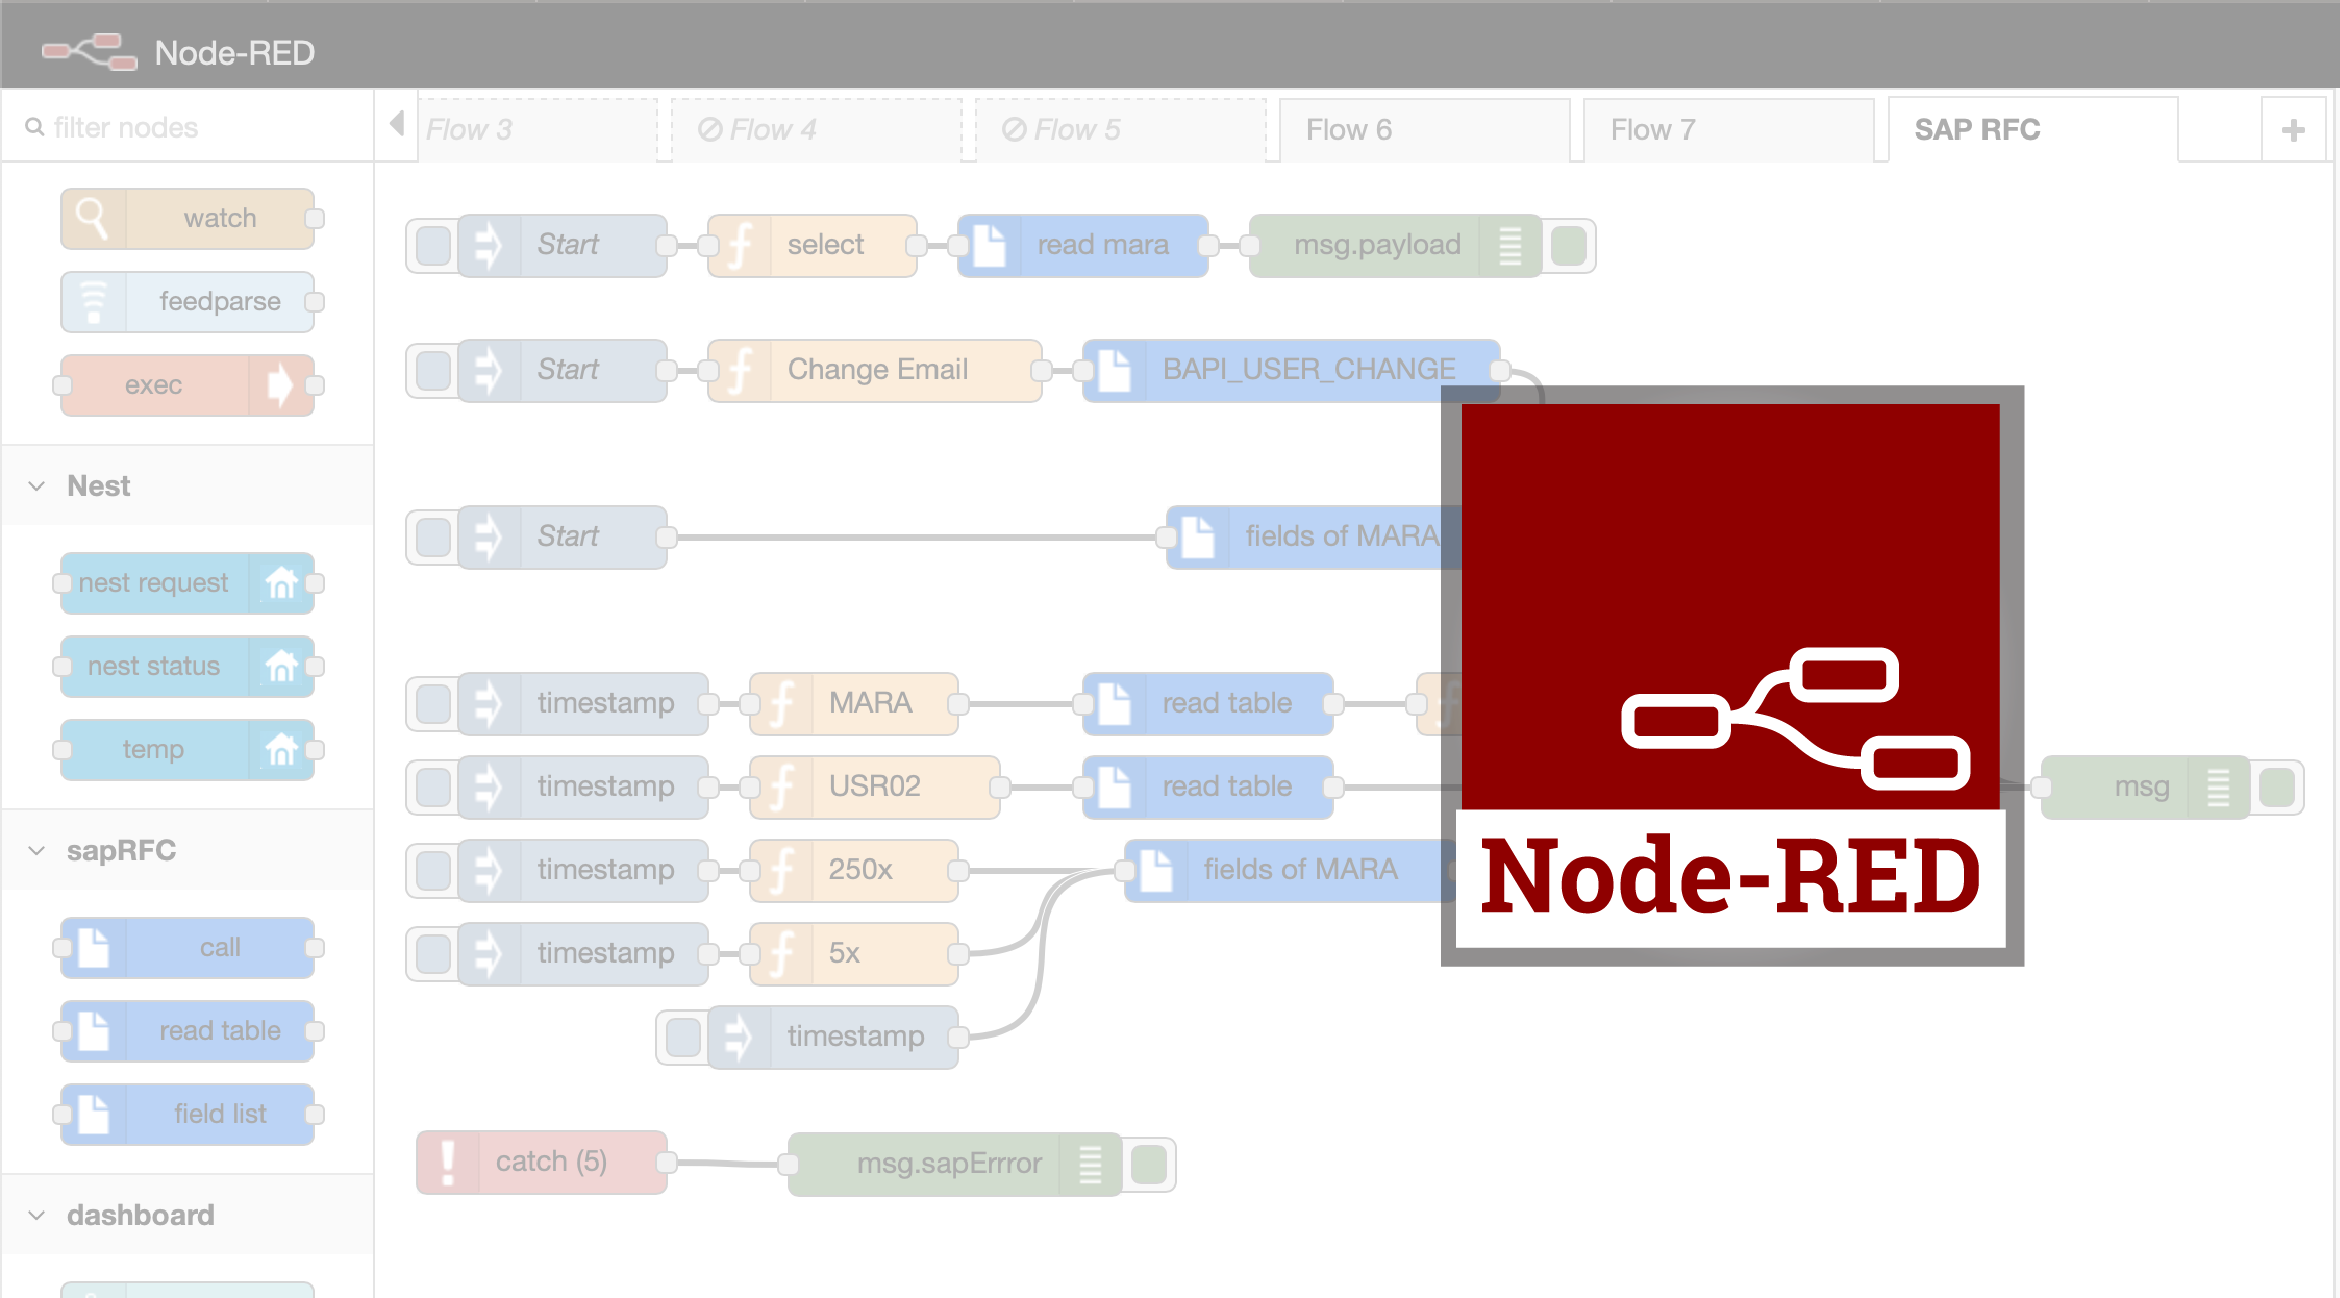 Node-RED
filter nodes
Flow 3
Flow 4
Flow 5
Flow 6
Flow 7
SAP RFC
watch
feedparse
exec
Nest
nest request
nest status
temp
sapRFC
call
read table
field list
dashboard
Start
select
read mara
msg.payload
Start
Change Email
BAPI_USER_CHANGE
Start
fields of MARA
timestamp
MARA
read table
timestamp
USR02
read table
msg
timestamp
250x
fields of MARA
timestamp
5x
timestamp
catch (5)
msg.sapErrror
Node-RED